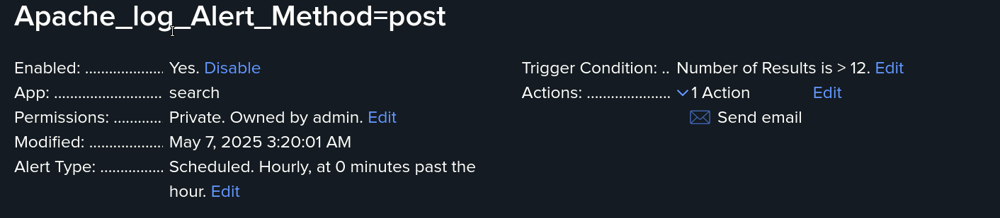 Apache_log_Alert_Method=post
Enabled: .................... Yes. Disable
App: ........................... search
Permissions: ............ Private. Owned by admin. Edit
Modified: ................... May 7, 2025 3:20:01 AM
Alert Type: ................ Scheduled. Hourly, at 0 minutes past the
hour. Edit
Trigger Condition: .. Number of Results is > 12. Edit
Actions: ..................... 1 Action Edit
Send email